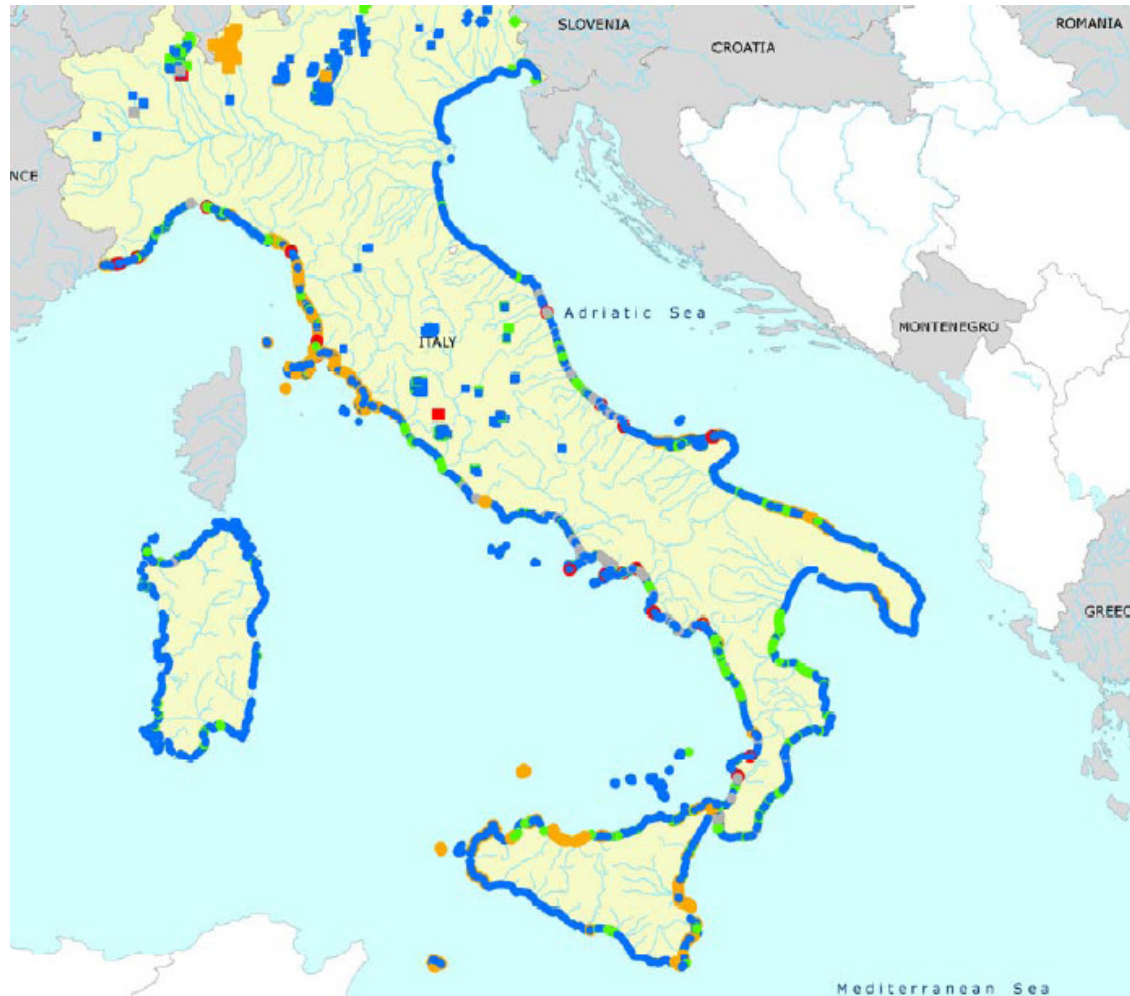 SLOVENIA
ROMANIA
CROATIA
NCE
Adriatic Sea
MONTENEGRO
ITALY
GREEC
Mediterranean Sea